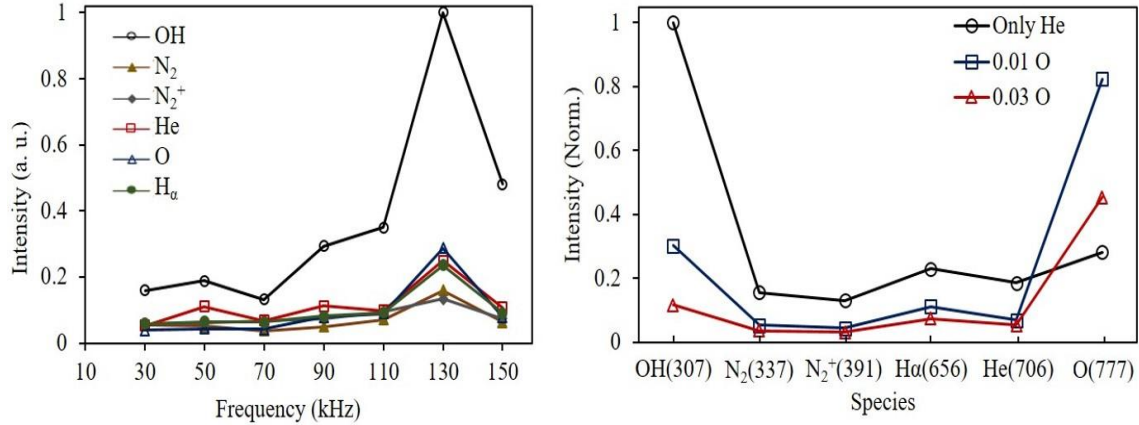 1
0.8
0.6
0.4
0.2
0
Intensity (a. u.)
OH
N₂
N₂⁺
He
O
Hα
10 30 50 70 90 110 130 150
Frequency (kHz)
1
0.8
0.6
0.4
0.2
0
Intensity (Norm.)
Only He
0.01 O
0.03 O
OH(307) N₂(337) N₂⁺(391) Hα(656) He(706) O(777)
Species